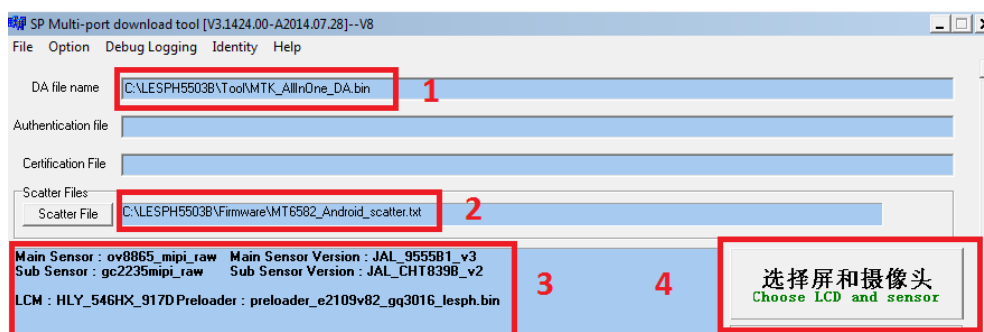 SP Multi-port download tool [V3.1424.00-A2014.07.28]--V8
File Option Debug Logging Identity Help
DA file name C:\LESPH5503B\Tool\MTK_AllInOne_DA.bin 1
Authentication file
Certification File
Scatter Files
Scatter File C:\LESPH5503B\Firmware\MT6582_Android_scatter.txt 2
Main Sensor : ov8865_mipi_raw Main Sensor Version : JAL_9555B1_v3
Sub Sensor : gc2235mipi_raw Sub Sensor Version : JAL_CHT839B_v2
LCM : HLY_546HX_917D Preloader : preloader_e2109v82_gq3016_lesph.bin
3
4
选择屏和摄像头
Choose LCD and sensor